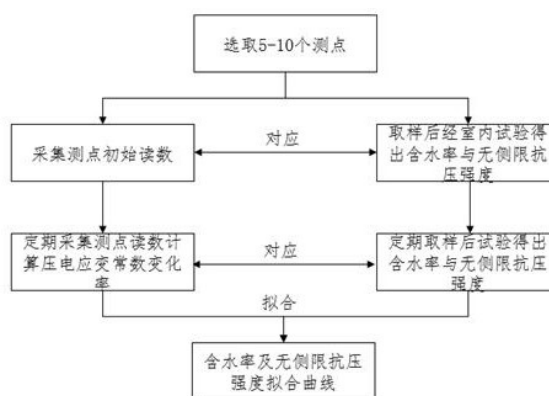 选取5-10个测点
采集测点初始读数
对应
取样后经室内试验得
出含水率与无侧限抗
压强度
定期采集测点读数计
算压电应变常数变化
率
对应
定期取样后试验得出
含水率与无侧限抗压
强度
拟合
含水率及无侧限抗压
强度拟合曲线